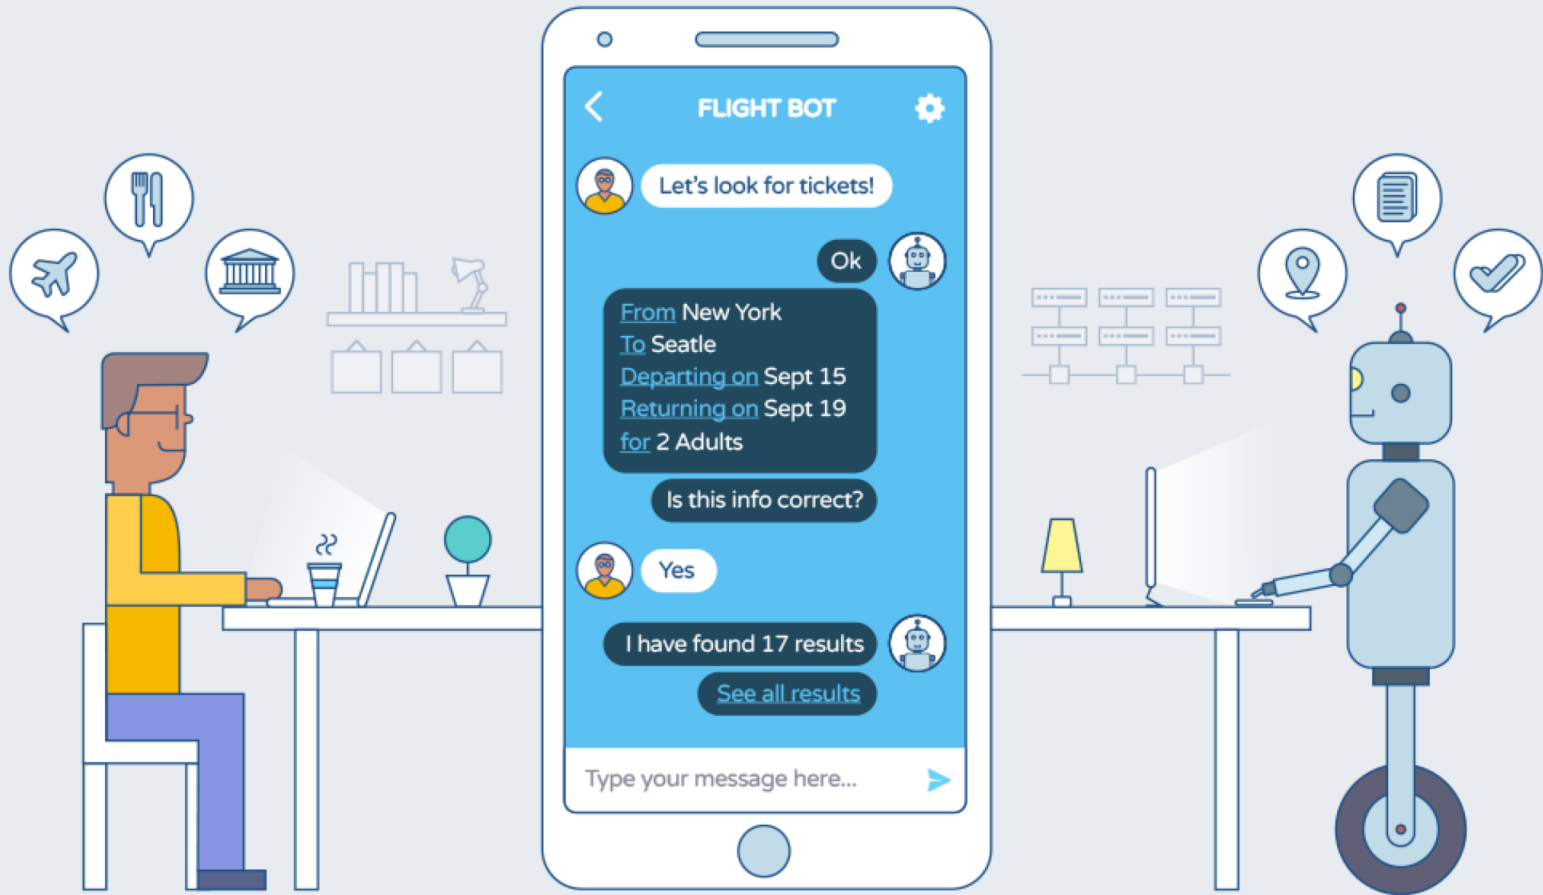 FLIGHT BOT
Let's look for tickets!
Ok
From New York
To Seatle
Departing on Sept 15
Returning on Sept 19
for 2 Adults
Is this info correct?
Yes
I have found 17 results
See all results
Type your message here...